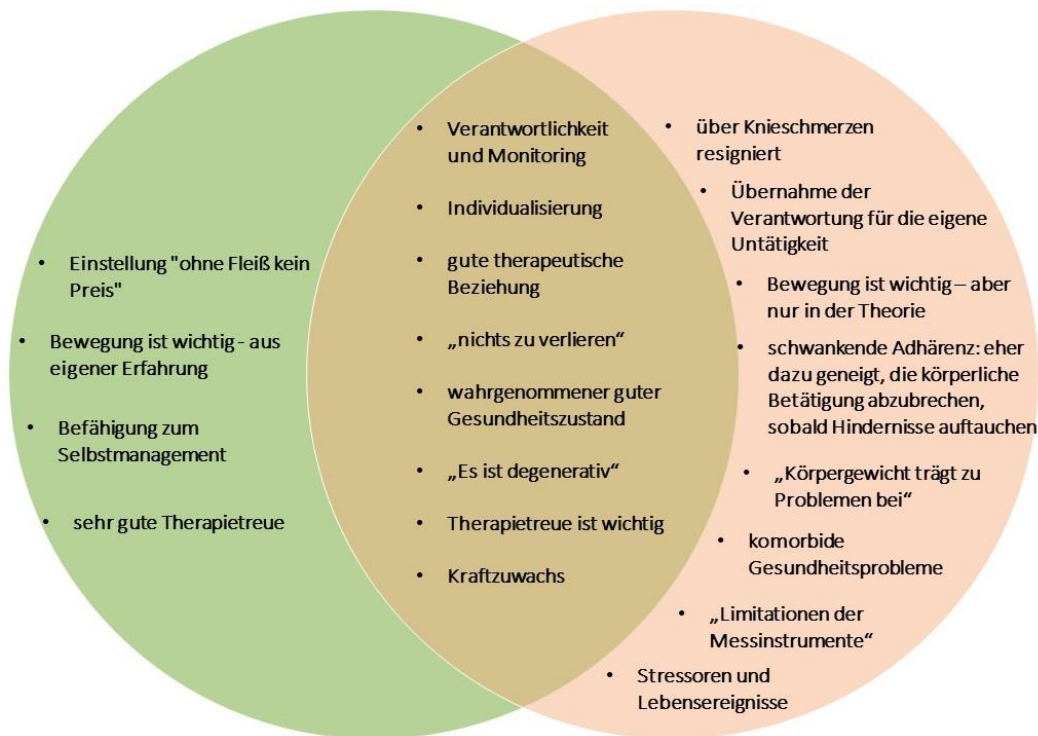 • Einstellung "ohne Fleiß kein
Preis"
• Bewegung ist wichtig - aus
eigener Erfahrung
• Befähigung zum
Selbstmanagement
• sehr gute Therapietreue
• Verantwortlichkeit
und Monitoring
• Individualisierung
• gute therapeutische
Beziehung
• „nichts zu verlieren“
• wahrgenommener guter
Gesundheitszustand
• „Es ist degenerativ“
• Therapietreue ist wichtig
• Kraftzuwachs
• über Knieschmerzen
resigniert
• Übernahme der
Verantwortung für die eigene
Untätigkeit
• Bewegung ist wichtig – aber
nur in der Theorie
• schwankende Adhärenz: eher
dazu geneigt, die körperliche
Betätigung abzubrechen,
sobald Hindernisse auftauchen
• „Körpergewicht trägt zu
Problemen bei“
• komorbide
Gesundheitsprobleme
• „Limitationen der
Messinstrumente“
• Stressoren und
Lebensereignisse